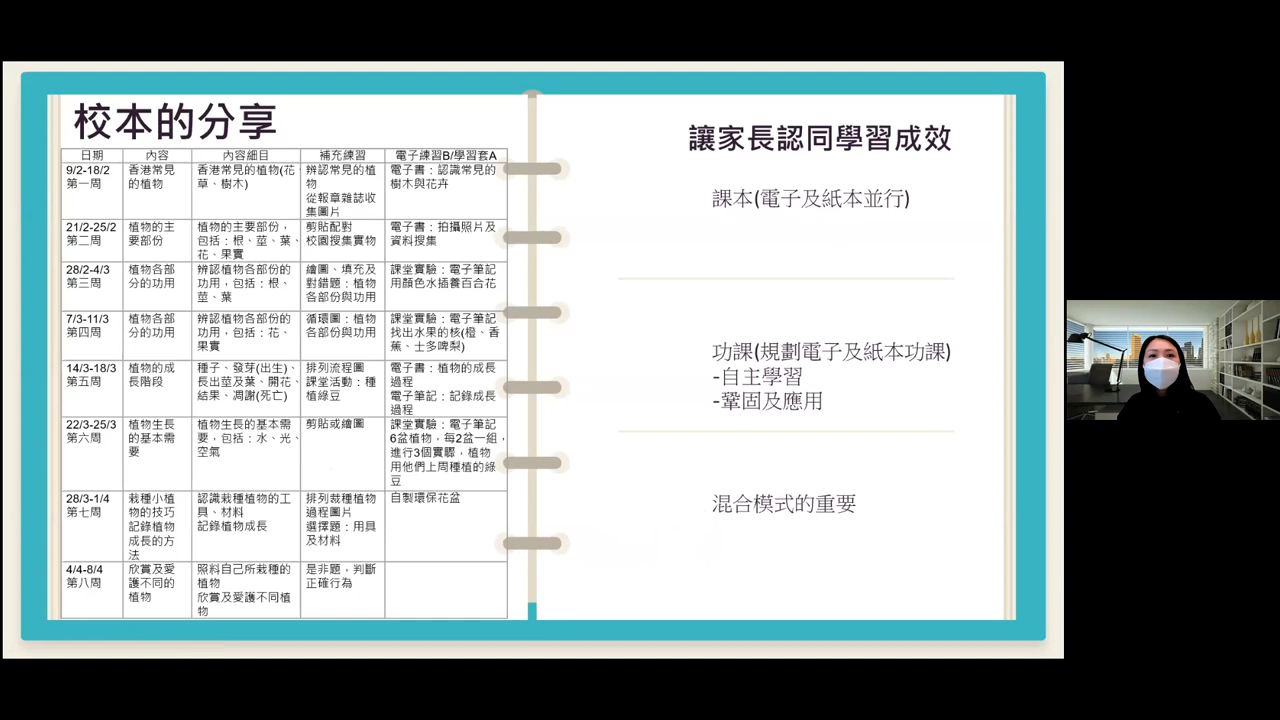 校本的分享
日期 內容 內容細目 補充練習 電子練習B/學習套A
9/2-18/2 香港常見 香港常見的植物(花 辨認常見的植 電子書：認識常見的
第一周 的植物 草、樹木) 物 樹木與花卉
從報章雜誌收
集圖片
21/2-25/2 植物的主 植物的主要部份， 剪貼配對 電子書：拍攝照片及
第二周 要部份 包括：根、莖、葉、 校園搜集實物 資料搜集
花、果實
28/2-4/3 植物各部 辨認植物各部份的 繪圖、填充及 課堂實驗：電子筆記
第三周 分的功用 功用，包括：根、 對錯題：植物 用顏色水插養百合花
莖、葉 各部份與功用
7/3-11/3 植物各部 辨認植物各部份的 循環圖：植物 課堂實驗：電子筆記
第四周 分的功用 功用，包括：花、 各部份與功用 找出水果的核(橙、香
果實 蕉、士多啤梨)
14/3-18/3 植物的成 種子、發芽(出生)、 排列流程圖 電子書：植物的成長
第五周 長階段 長出莖及葉、開花、 課堂活動：種 過程
結果、凋謝(死亡) 植綠豆 電子筆記：記錄成長
過程
22/3-25/3 植物生長 植物生長的基本需 剪貼或繪圖 課堂實驗：電子筆記
第六周 的基本需 要，包括：水、光、 6盆植物，每2盆一組，
要 空氣 進行3個實驟，植物
用他們上周種植的綠
豆
28/3-1/4 栽種小植 認識栽種植物的工 排列裁種植物 自製環保花盆
第七周 物的技巧 具、材料 過程圖片
記錄植物 記錄植物成長 選擇題：用具
成長的方 及材料
法
4/4-8/4 欣賞及愛 照料自己所栽種的 是非題，判斷
第八周 護不同的 植物 正確行為
植物 欣賞及愛護不同植
物
讓家長認同學習成效
課本(電子及紙本並行)
功課(規劃電子及紙本功課)
-自主學習
-鞏固及應用
混合模式的重要